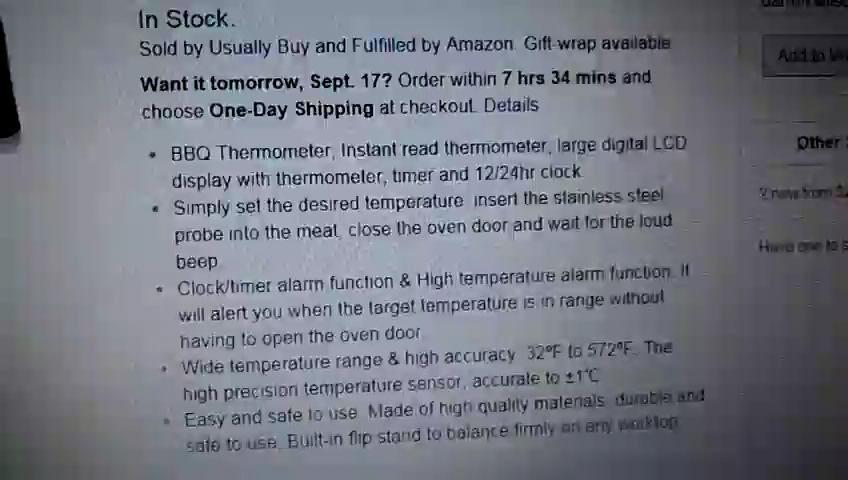 In Stock.
Sold by Usually Buy and Fulfilled by Amazon. Gift-wrap available
Want it tomorrow, Sept. 17? Order within 7 hrs 34 mins and
choose One-Day Shipping at checkout. Details
Add to
• BBQ Thermometer, Instant read thermometer, large digital LCD
display with thermometer, timer and 12/24hr clock
• Simply set the desired temperature, insert the stainless steel
probe into the meat, close the oven door and wait for the loud
beep
• Clock/timer alarm function & High temperature alarm function. It
will alert you when the target temperature is in range without
having to open the oven door
• Wide temperature range & high accuracy. 32°F to 572°F. The
high precision temperature sensor, accurate to ±1°C
• Easy and safe to use. Made of high quality materials, durable and
safe to use. Built-in flip stand to balance firmly on any worktop
Other
2 new from
Have one to